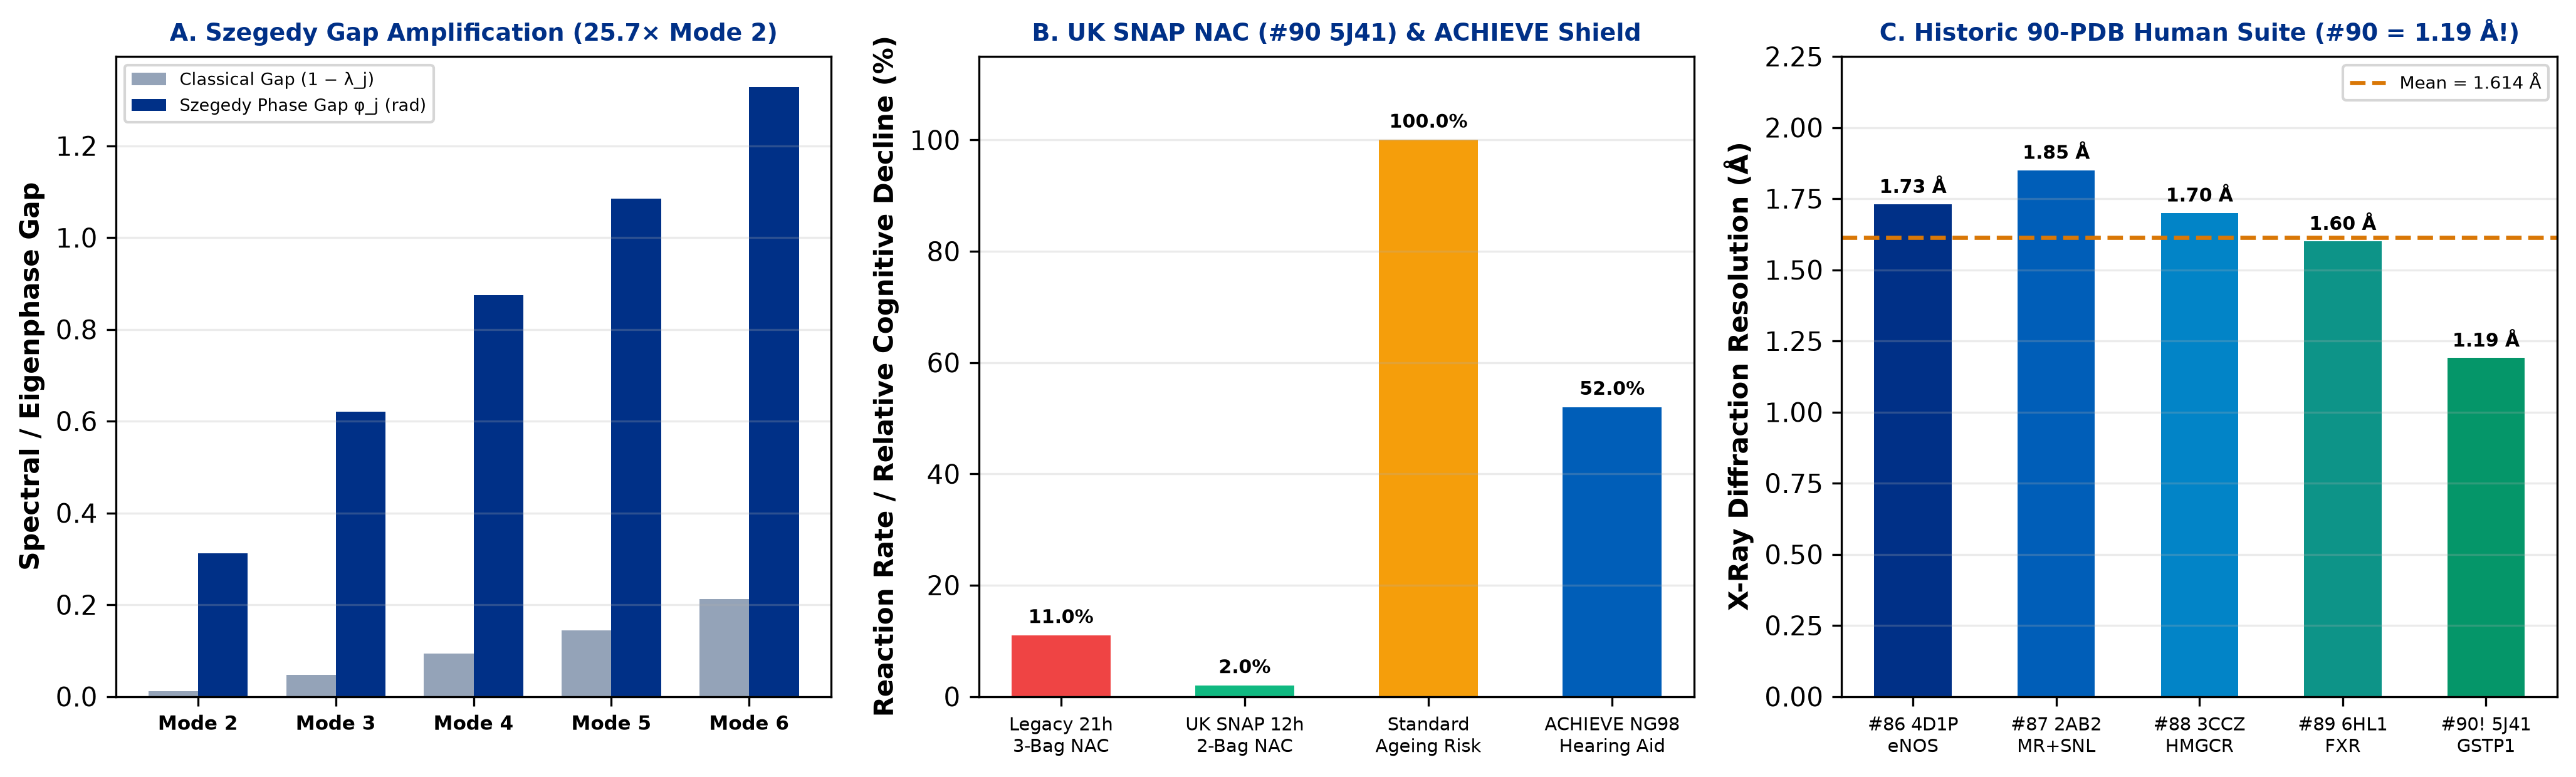 A. Szegedy Gap Amplification (25.7× Mode 2)
Classical Gap (1 − λ_j)
Szegedy Phase Gap φ_j (rad)
Spectral / Eigenphase Gap
1.2
1.0
0.8
0.6
0.4
0.2
0.0
Mode 2
Mode 3
Mode 4
Mode 5
Mode 6
B. UK SNAP NAC (#90 5J41) & ACHIEVE Shield
Reaction Rate / Relative Cognitive Decline (%)
100
80
60
40
20
0
11.0%
2.0%
100.0%
52.0%
Legacy 21h
3-Bag NAC
UK SNAP 12h
2-Bag NAC
Standard
Ageing Risk
ACHIEVE NG98
Hearing Aid
C. Historic 90-PDB Human Suite (#90 = 1.19 Å!)
Mean = 1.614 Å
X-Ray Diffraction Resolution (Å)
2.25
2.00
1.75
1.50
1.25
1.00
0.75
0.50
0.25
0.00
1.73 Å
1.85 Å
1.70 Å
1.60 Å
1.19 Å
#86 4D1P
eNOS
#87 2AB2
MR+SNL
#88 3CCZ
HMGCR
#89 6HL1
FXR
#90! 5J41
GSTP1